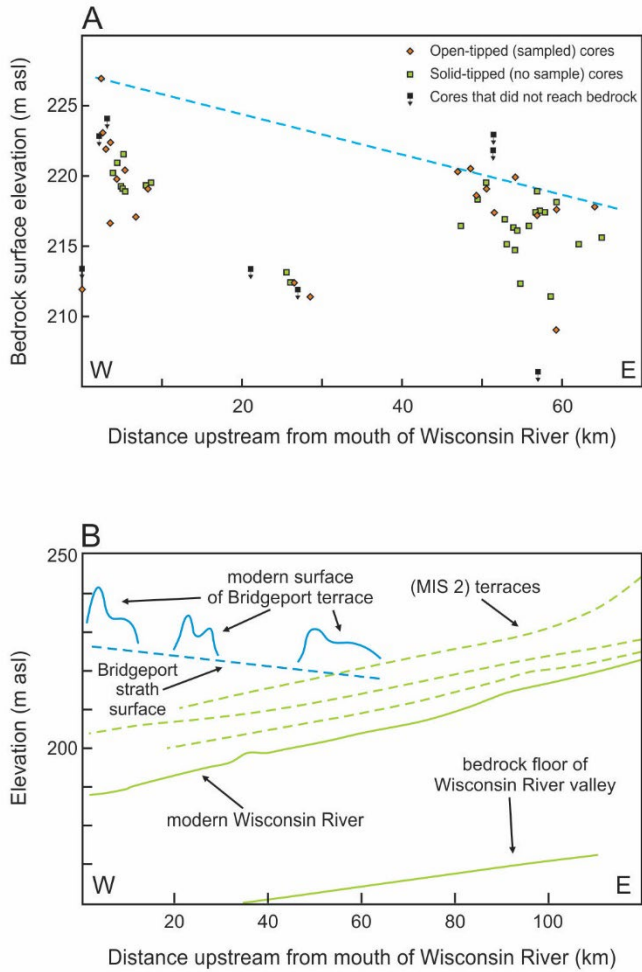 A
Bedrock surface elevation (m asl)
225
220
215
210
Open-tipped (sampled) cores
Solid-tipped (no sample) cores
Cores that did not reach bedrock
W
E
20
40
60
Distance upstream from mouth of Wisconsin River (km)
B
Elevation (m asl)
250
200
modern surface
of Bridgeport terrace
(MIS 2) terraces
Bridgeport
strath
surface
modern Wisconsin River
bedrock floor of
Wisconsin River valley
W
E
20
40
60
80
100
Distance upstream from mouth of Wisconsin River (km)